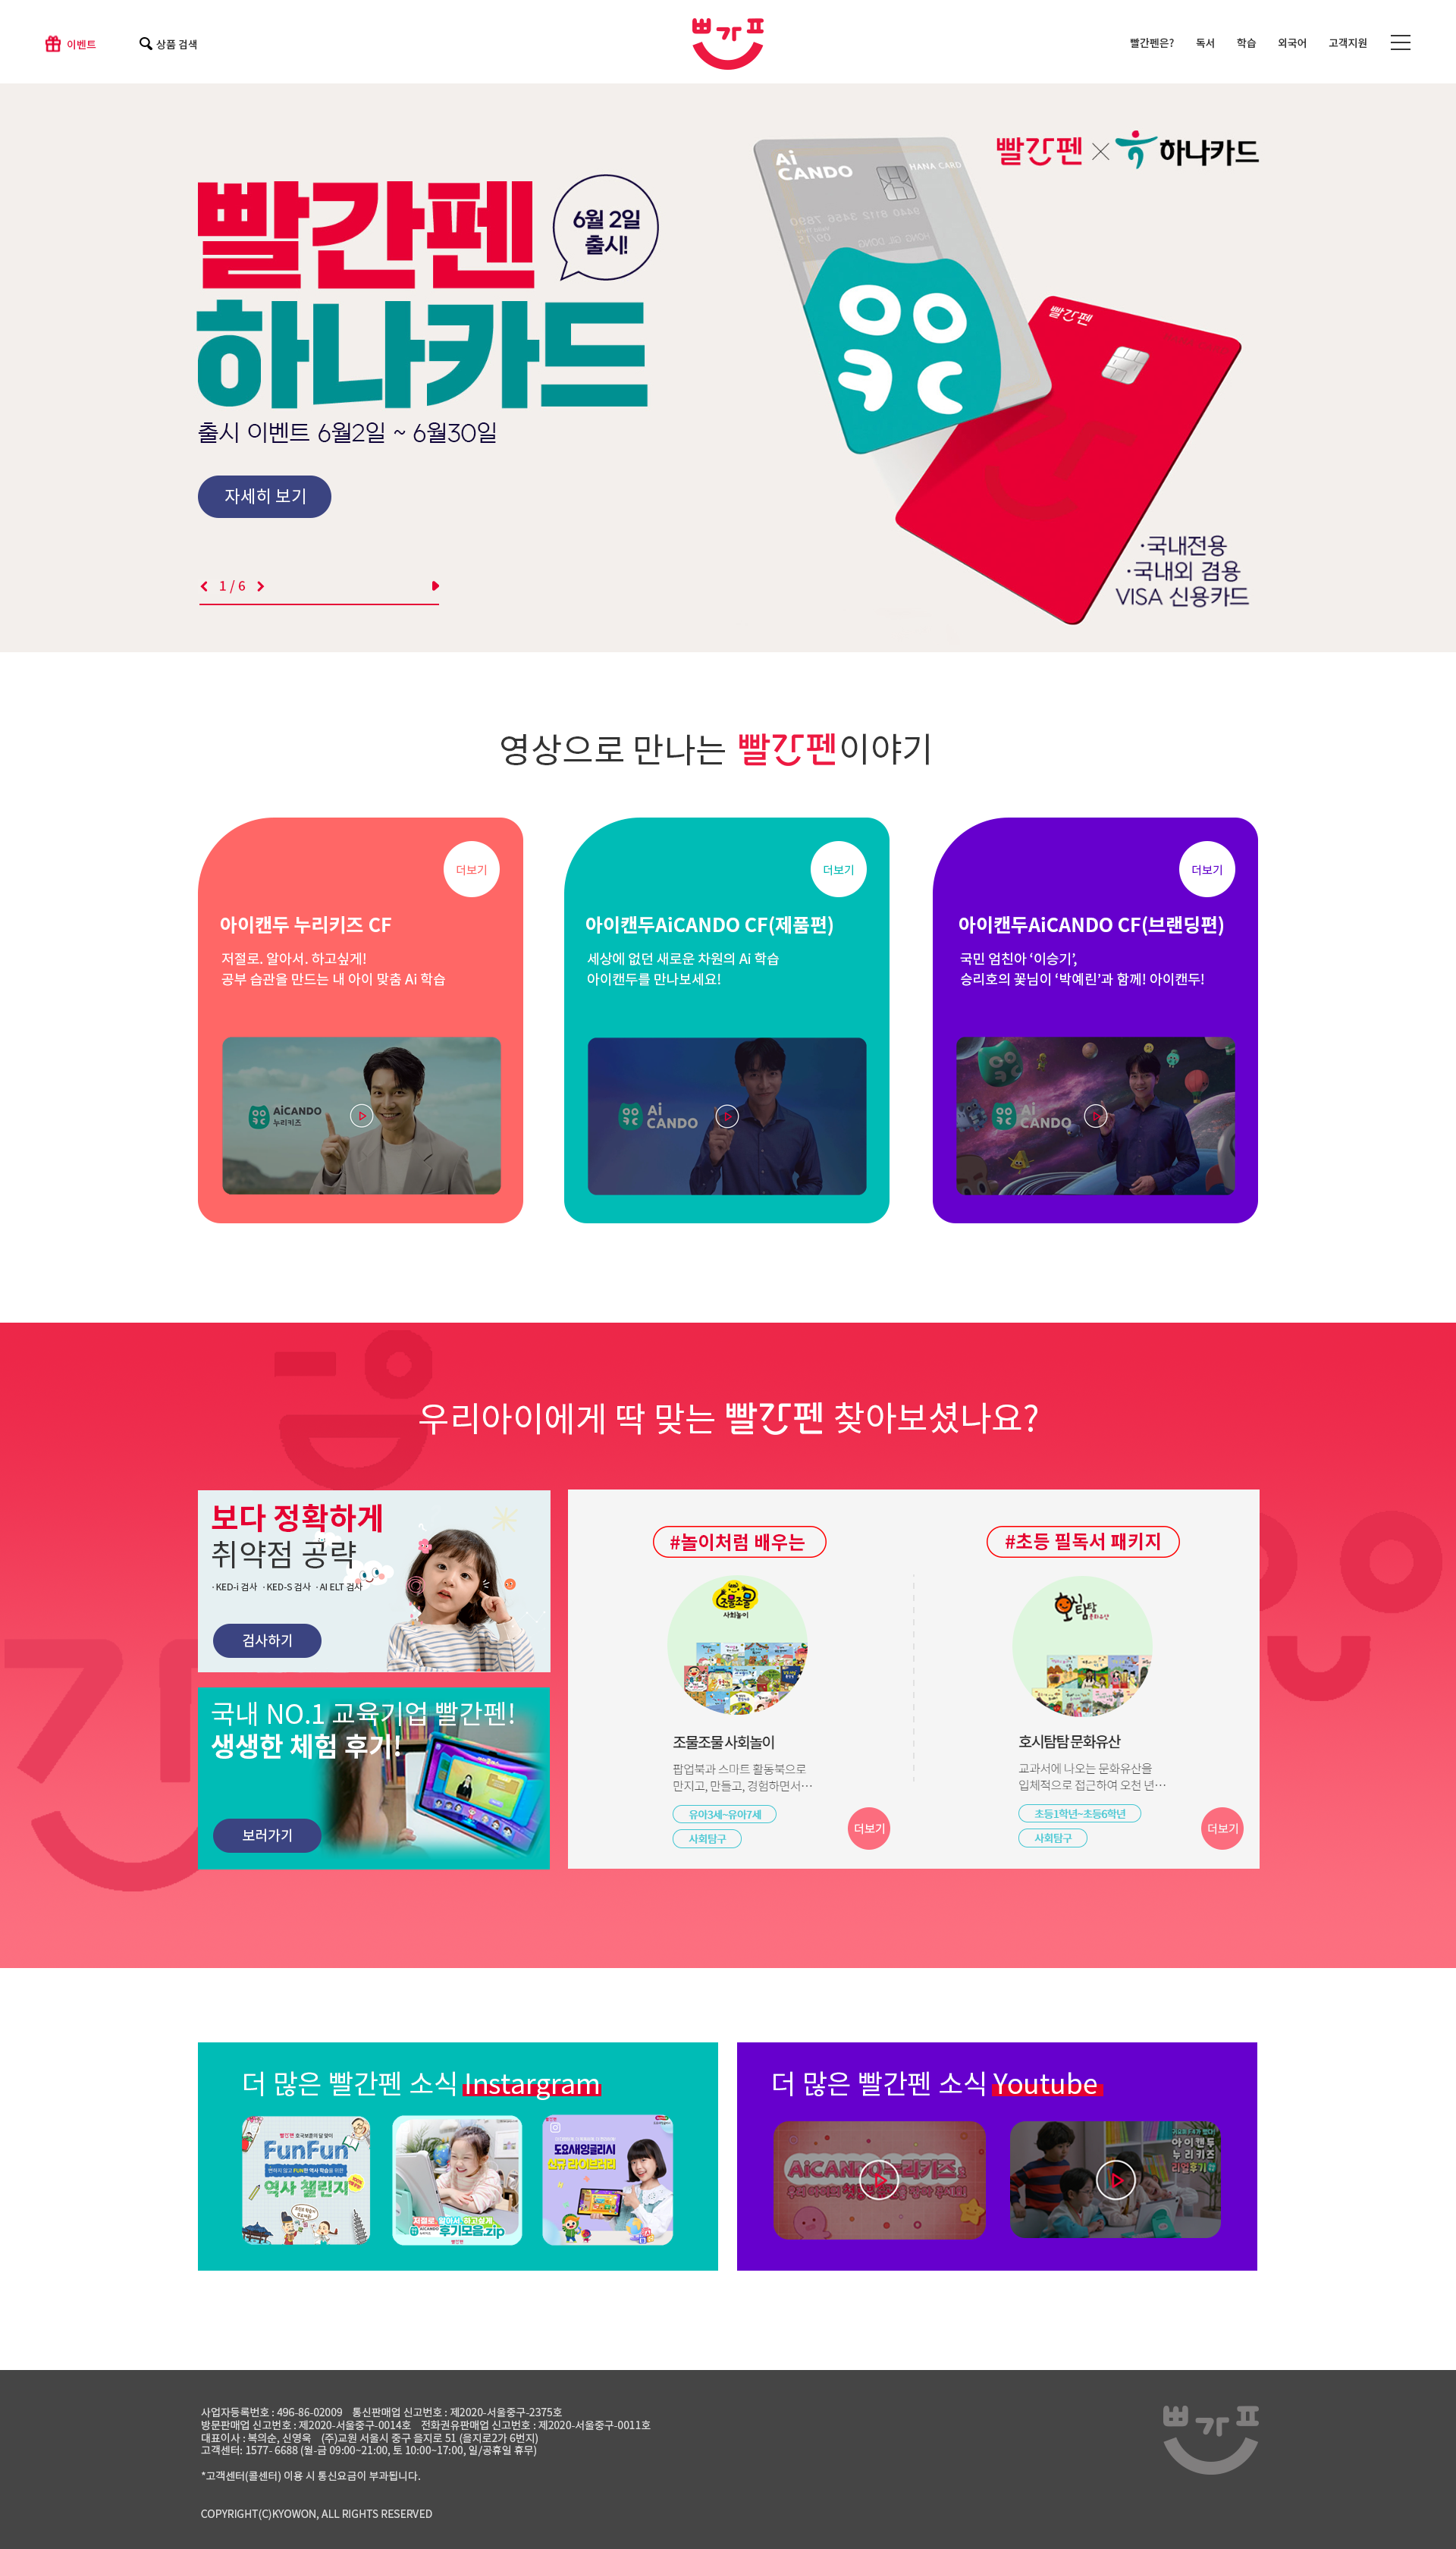 이벤트
상품 검색
빨간펜은?
독서
학습
외국어
고객지원
빨간펜 × 하나카드
Ai
CANDO
HANA CARD
빨간펜
6월 2일
출시!
하나카드
빨간펜
출시 이벤트 6월2일 ~ 6월30일
자세히 보기
1 / 6
·국내전용
·국내외 겸용
VISA 신용카드
영상으로 만나는 빨간펜이야기
더보기
아이캔두 누리키즈 CF
저절로. 알아서. 하고싶게!
공부 습관을 만드는 내 아이 맞춤 Ai 학습
AiCANDO
누리키즈
더보기
아이캔두AiCANDO CF(제품편)
세상에 없던 새로운 차원의 Ai 학습
아이캔두를 만나보세요!
Ai
CANDO
더보기
아이캔두AiCANDO CF(브랜딩편)
국민 엄친아 ‘이승기’,
승리호의 꽃님이 ‘박예린’과 함께! 아이캔두!
Ai
CANDO
우리아이에게 딱 맞는 빨간펜 찾아보셨나요?
보다 정확하게
취약점 공략
·KED-i 검사 ·KED-S 검사 ·AI ELT 검사
검사하기
국내 NO.1 교육기업 빨간펜!
생생한 체험 후기!
보러가기
#놀이처럼 배우는
조물조물
사회놀이
조물조물 사회놀이
팝업북과 스마트 활동북으로
만지고, 만들고, 경험하면서…
유아3세~유아7세
사회탐구
더보기
#초등 필독서 패키지
호시탐탐
문화유산
호시탐탐 문화유산
교과서에 나오는 문화유산을
입체적으로 접근하여 오천 년…
초등1학년~초등6학년
사회탐구
더보기
더 많은 빨간펜 소식 Instargram
FunFun
역사 챌린지
저절로. 알아서. 하고싶게.
AiCANDO
후기모음.zip
빨간펜
도요새잉글리시
신규 라이브러리
더 많은 빨간펜 소식 Youtube
AiCANDO누리키즈
아이캔두
리얼후기
사업자등록번호 : 496-86-02009 통신판매업 신고번호 : 제2020-서울중구-2375호
방문판매업 신고번호 : 제2020-서울중구-0014호 전화권유판매업 신고번호 : 제2020-서울중구-0011호
대표이사 : 복의순, 신영욱 (주)교원 서울시 중구 을지로 51 (을지로2가 6번지)
고객센터: 1577- 6688 (월-금 09:00~21:00, 토 10:00~17:00, 일/공휴일 휴무)
*고객센터(콜센터) 이용 시 통신요금이 부과됩니다.
COPYRIGHT(C)KYOWON, ALL RIGHTS RESERVED